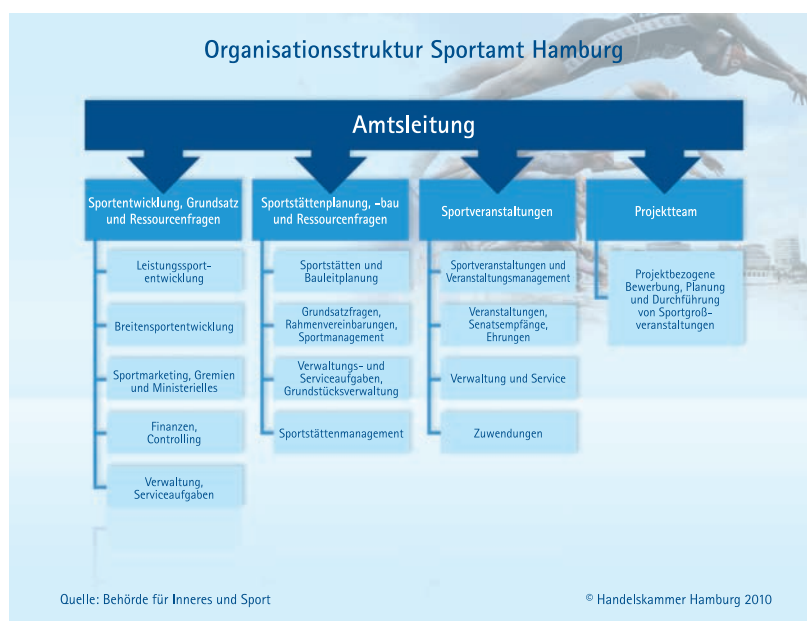 Organisationsstruktur Sportamt Hamburg
Amtsleitung
Sportentwicklung, Grundsatz
und Ressourcenfragen
Leistungssport-
entwicklung
Breitensportentwicklung
Sportmarketing, Gremien
und Ministerielles
Finanzen,
Controlling
Verwaltung,
Serviceaufgaben
Sportstättenplanung, -bau
und Ressourcenfragen
Sportstätten und
Bauleitplanung
Grundsatzfragen,
Rahmenvereinbarungen,
Sportmanagement
Verwaltungs- und
Serviceaufgaben,
Grundstücksverwaltung
Sportstättenmanagement
Sportveranstaltungen
Sportveranstaltungen und
Veranstaltungsmanagement
Veranstaltungen,
Senatsempfänge,
Ehrungen
Verwaltung und Service
Zuwendungen
Projektteam
Projektbezogene
Bewerbung, Planung
und Durchführung
von Sportgroß-
veranstaltungen
Quelle: Behörde für Inneres und Sport
© Handelskammer Hamburg 2010